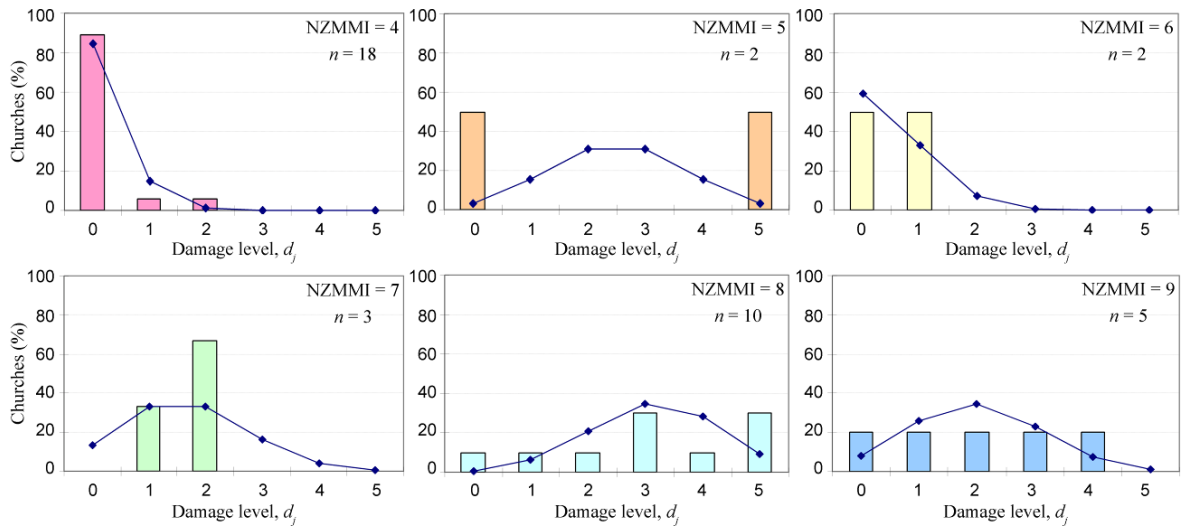 100
80
60
40
20
0
Churches (%)
NZMMI = 4
n = 18
0 1 2 3 4 5
Damage level, dj
100
80
60
40
20
0
NZMMI = 5
n = 2
0 1 2 3 4 5
Damage level, dj
100
80
60
40
20
0
NZMMI = 6
n = 2
0 1 2 3 4 5
Damage level, dj
100
80
60
40
20
0
Churches (%)
NZMMI = 7
n = 3
0 1 2 3 4 5
Damage level, dj
100
80
60
40
20
0
NZMMI = 8
n = 10
0 1 2 3 4 5
Damage level, dj
100
80
60
40
20
0
NZMMI = 9
n = 5
0 1 2 3 4 5
Damage level, dj